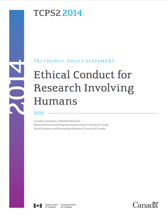 TCPS2 2014
2014
TRI-COUNCIL POLICY STATEMENT
Ethical Conduct for
Research Involving
Humans
2014
Canadian Institutes of Health Research
Natural Sciences and Engineering Research Council of Canada
Social Sciences and Humanities Research Council of Canada
Canada